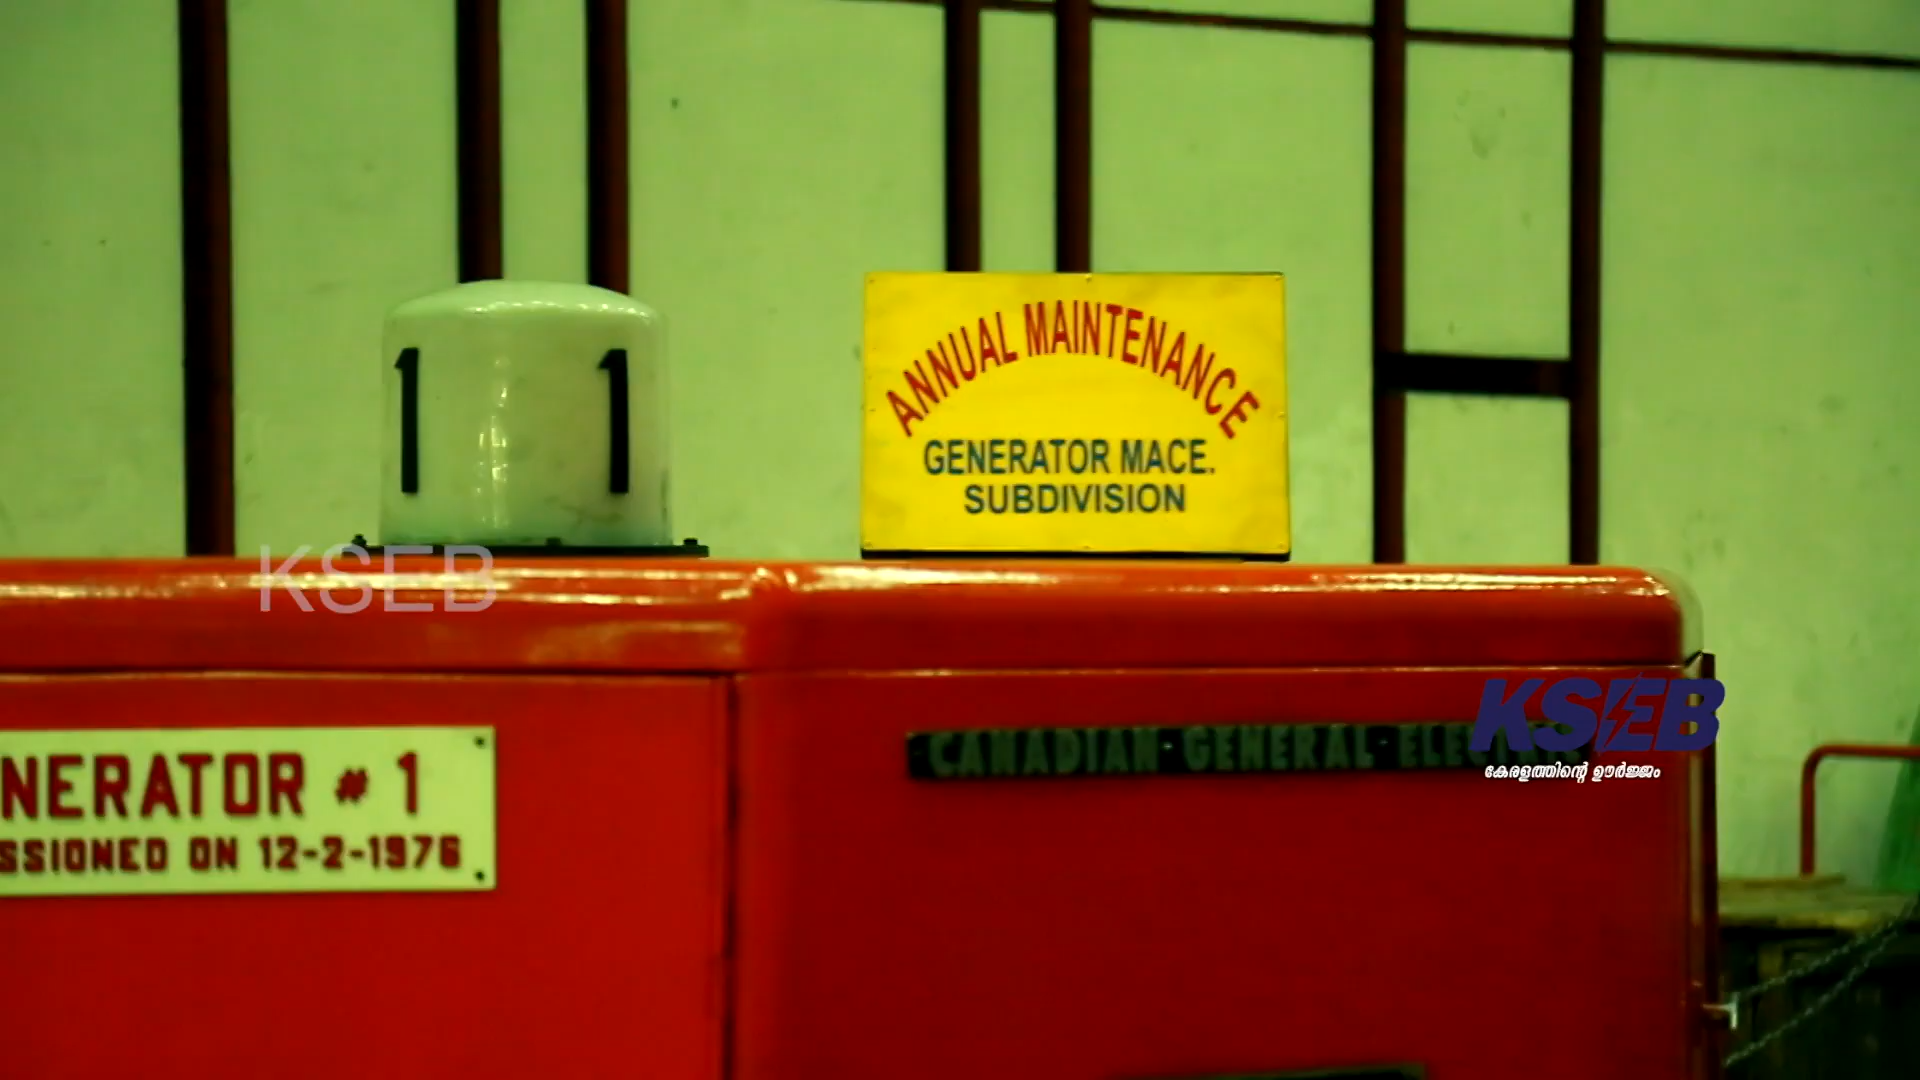 1 1
ANNUAL MAINTENANCE
GENERATOR MACE.
SUBDIVISION
KSEB
KSEB
കേരളത്തിന്റെ ഊർജ്ജം
CANADIAN GENERAL
NERATOR # 1
SSIONED ON 12-2-1976